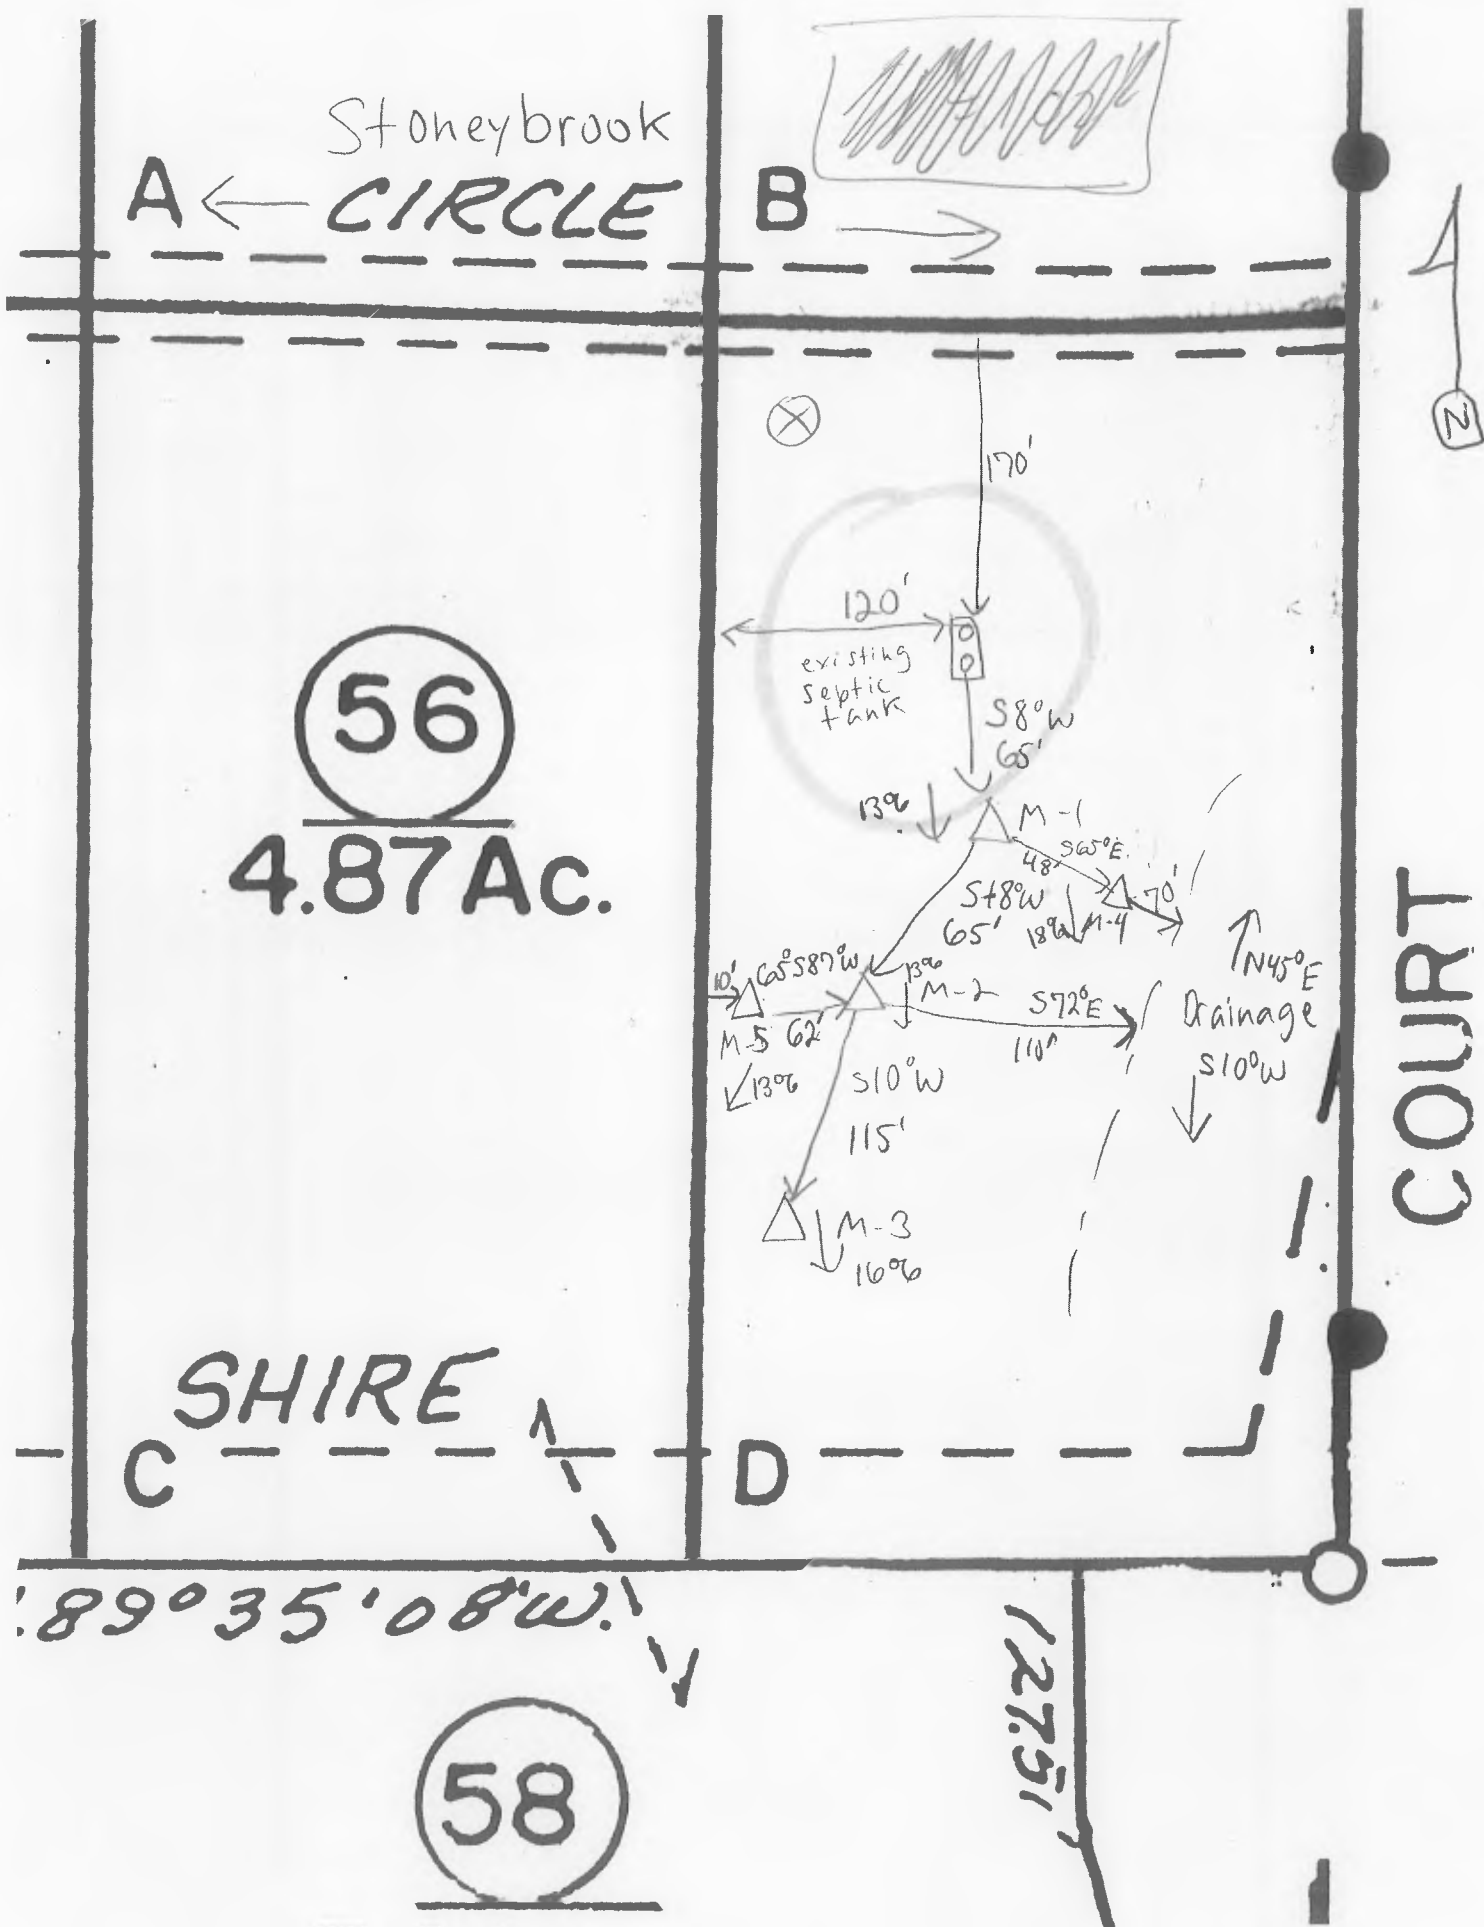 Stoneybrook
A ← CIRCLE
B →
N
170'
120'
existing
septic
tank
S8°W
65'
56
4.87 Ac.
13%
M-1
S65°E
48'
70'
M-4
18%
65'
N45°E
Drainage
S10°W
10'
S87°W
13%
M-2
S72°E
110'
M-5 62'
13%
S10°W
115'
M-3
16%
COURT
SHIRE
C
D
89°35'08"W.
127.51
58